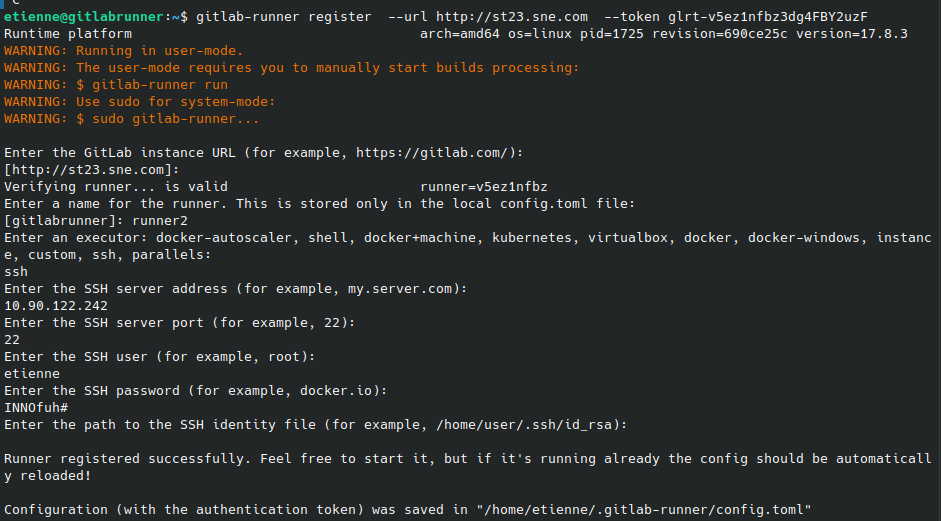 etienne@gitlabrunner:~$ gitlab-runner register  --url http://st23.sne.com  --token glrt-v5ez1nfbz3dg4FBY2uzF
Runtime platform                                    arch=amd64 os=linux pid=1725 revision=690ce25c version=17.8.3
WARNING: Running in user-mode.
WARNING: The user-mode requires you to manually start builds processing:
WARNING: $ gitlab-runner run
WARNING: Use sudo for system-mode:
WARNING: $ sudo gitlab-runner...
Enter the GitLab instance URL (for example, https://gitlab.com/):
[http://st23.sne.com]:
Verifying runner... is valid                        runner=v5ez1nfbz
Enter a name for the runner. This is stored only in the local config.toml file:
[gitlabrunner]: runner2
Enter an executor: docker-autoscaler, shell, docker+machine, kubernetes, virtualbox, docker, docker-windows, instanc
e, custom, ssh, parallels:
ssh
Enter the SSH server address (for example, my.server.com):
10.90.122.242
Enter the SSH server port (for example, 22):
22
Enter the SSH user (for example, root):
etienne
Enter the SSH password (for example, docker.io):
INNOfuh#
Enter the path to the SSH identity file (for example, /home/user/.ssh/id_rsa):
Runner registered successfully. Feel free to start it, but if it's running already the config should be automaticall
y reloaded!
Configuration (with the authentication token) was saved in "/home/etienne/.gitlab-runner/config.toml"